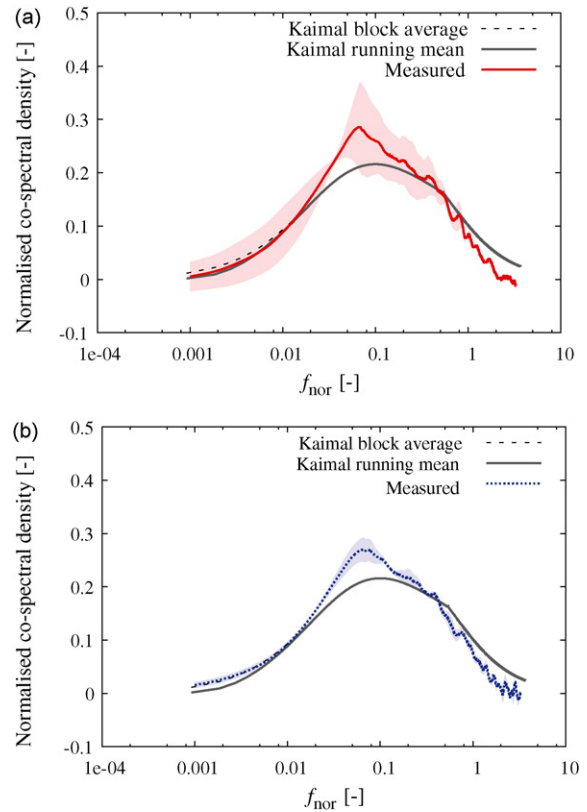 (a)
Kaimal block average
Kaimal running mean
Measured
Normalised co-spectral density [-]
0.5
0.4
0.3
0.2
0.1
0
-0.1
1e-04 0.001 0.01 0.1 1 10
fnor [-]
(b)
Kaimal block average
Kaimal running mean
Measured
Normalised co-spectral density [-]
0.5
0.4
0.3
0.2
0.1
0
-0.1
1e-04 0.001 0.01 0.1 1 10
fnor [-]